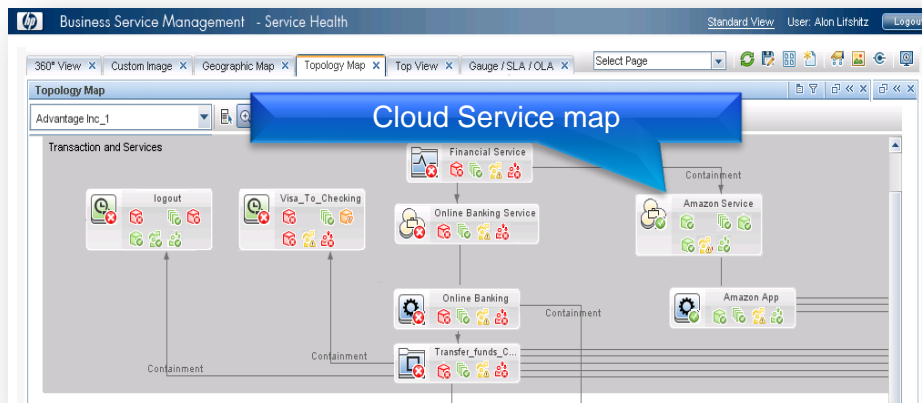 hp Business Service Management - Service Health Standard View User: Alon Lifshitz Logout
360° View X Custom Image X Geographic Map X Topology Map X Top View X Gauge / SLA / OLA X Select Page
Topology Map
Advantage Inc_1
Cloud Service map
Transaction and Services
Financial Service
Containment
logout
Visa_To_Checking
Amazon Service
Online Banking Service
Online Banking
Amazon App
Containment
Transfer_funds_C...
Containment
Containment